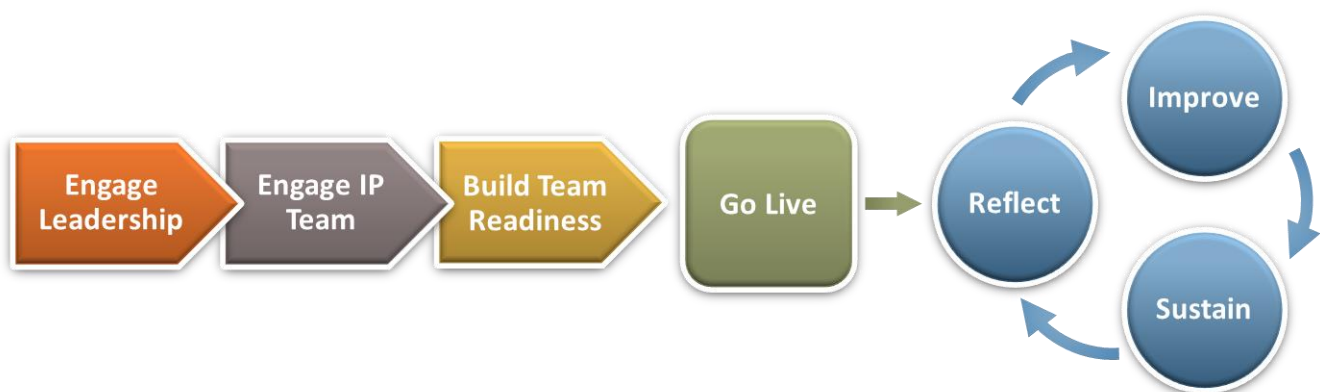 Engage
Leadership
Engage IP
Team
Build Team
Readiness
Go Live
Reflect
Improve
Sustain